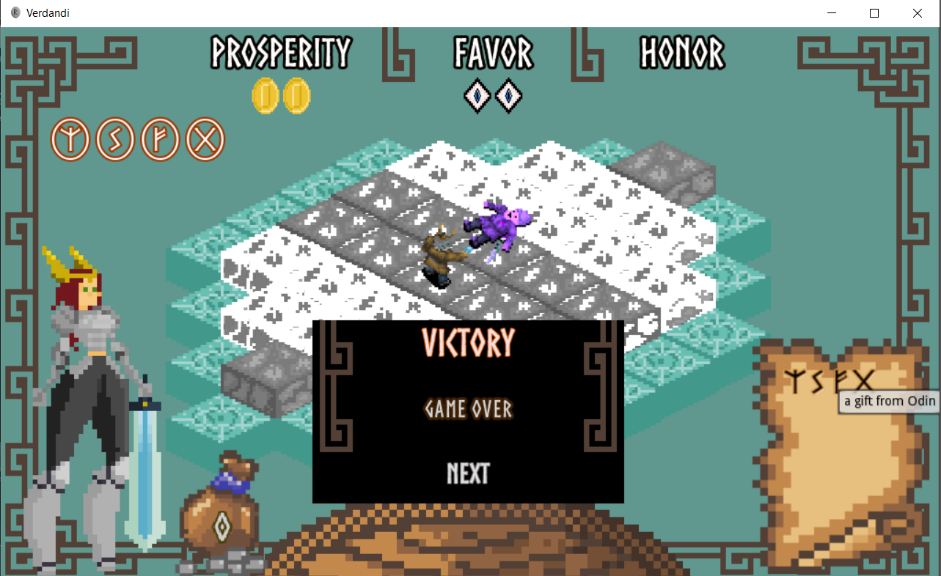 Verdandi
PROSPERITY FAVOR HONOR
ᛊ ᚠ ᚷ
VICTORY
GAME OVER
NEXT
ᛊ ᚠ ᚷ
a gift from Odin